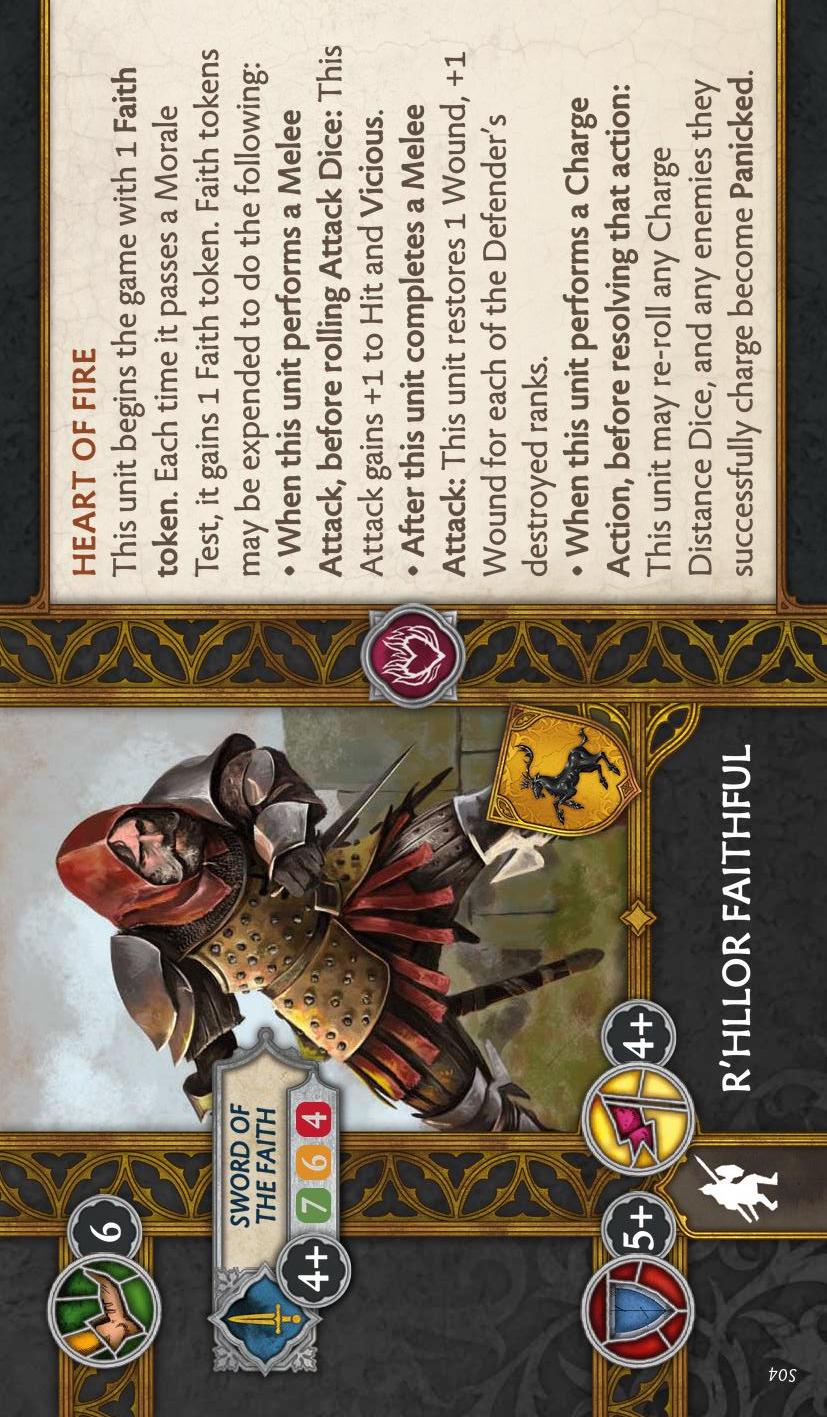 6
SWORD OF
THE FAITH
4+
7 6 4
5+
4+
R'HLLOR FAITHFUL
S04
HEART OF FIRE
This unit begins the game with 1 Faith
token. Each time it passes a Morale
Test, it gains 1 Faith token. Faith tokens
may be expended to do the following:
• When this unit performs a Melee
Attack, before rolling Attack Dice: This
Attack gains +1 to Hit and Vicious.
• After this unit completes a Melee
Attack: This unit restores 1 Wound, +1
Wound for each of the Defender's
destroyed ranks.
• When this unit performs a Charge
Action, before resolving that action:
This unit may re-roll any Charge
Distance Dice, and any enemies they
successfully charge become Panicked.